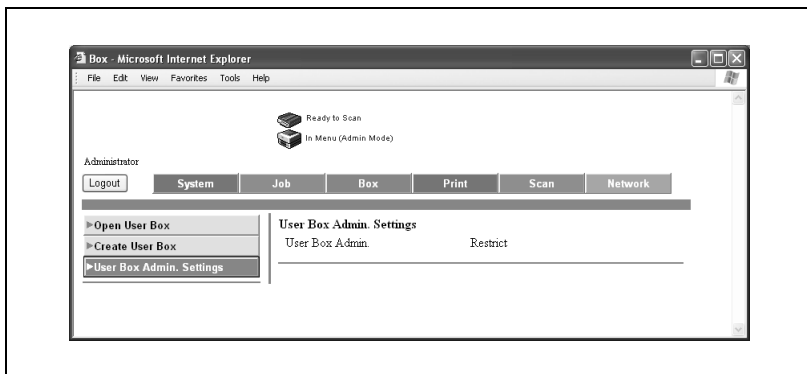 Box - Microsoft Internet Explorer
File Edit View Favorites Tools Help
Ready to Scan
In Menu (Admin Mode)
Administrator
Logout System Job Box Print Scan Network
Open User Box
Create User Box
User Box Admin. Settings
User Box Admin. Settings
User Box Admin. Restrict